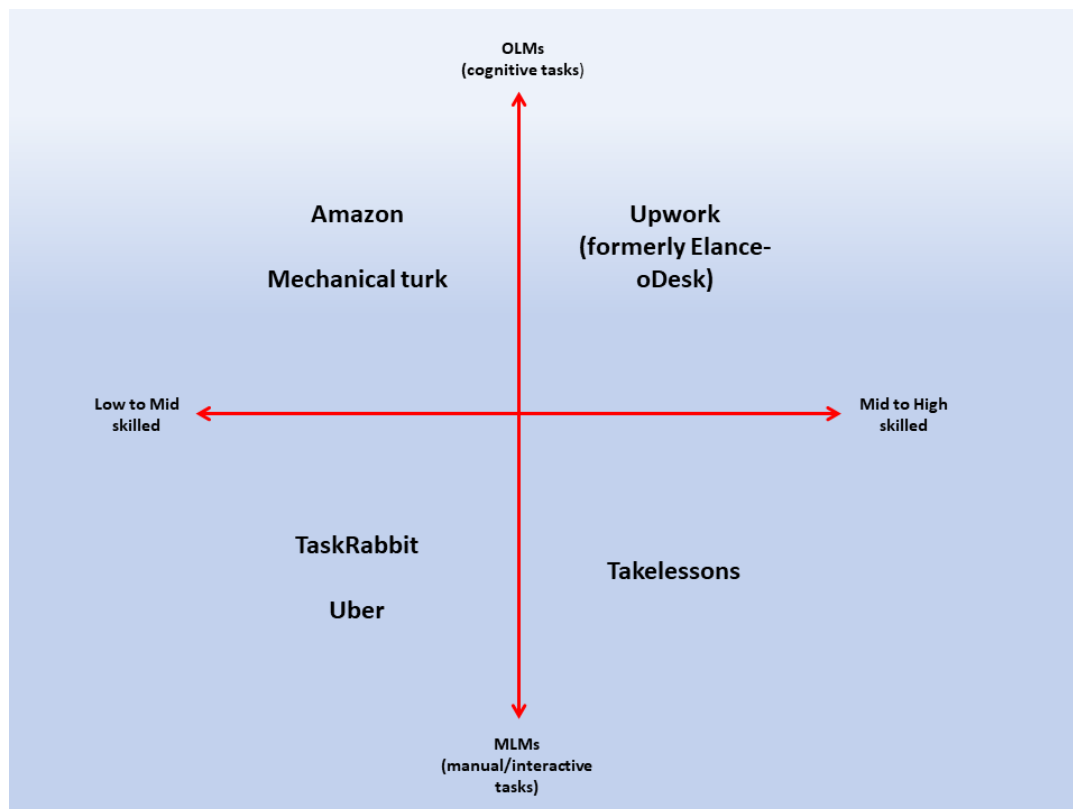 OLMs
(cognitive tasks)
Amazon
Mechanical turk
Upwork
(formerly Elance-
oDesk)
Low to Mid
skilled
Mid to High
skilled
TaskRabbit
Uber
Takelessons
MLMs
(manual/interactive
tasks)